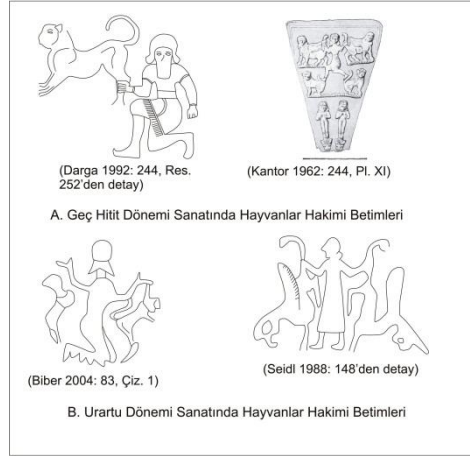 (Darga 1992: 244, Res.
252'den detay)
(Kantor 1962: 244, Pl. XI)
A. Geç Hitit Dönemi Sanatında Hayvanlar Hakimi Betimleri
(Biber 2004: 83, Çiz. 1)
(Seidl 1988: 148'den detay)
B. Urartu Dönemi Sanatında Hayvanlar Hakimi Betimleri